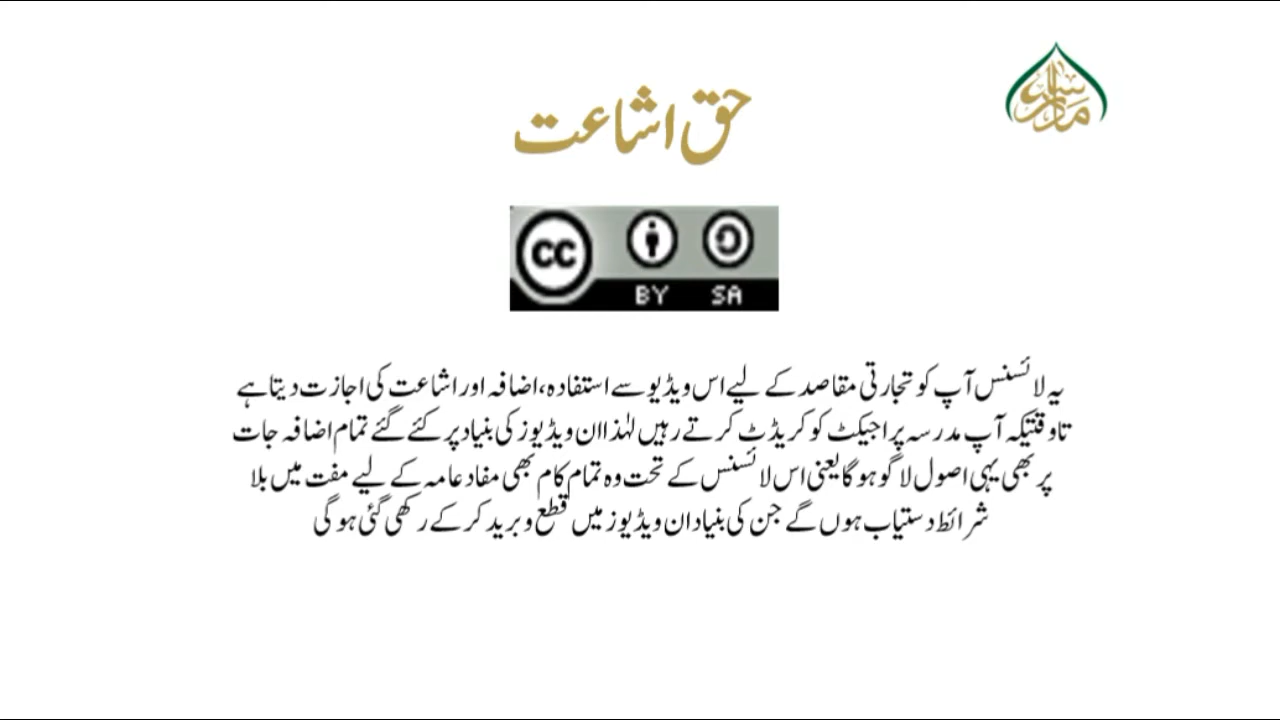 مدرسہ
حق اشاعت
CC
BY SA
یہ لائسنس آپ کو تجارتی مقاصد کے لیے اس ویڈیو سے استفادہ، اضافہ اور اشاعت کی اجازت دیتا ہے
تاوقتیکہ آپ مدرسہ پراجیکٹ کو کریڈٹ کرتے رہیں لہٰذا ان ویڈیوز کی بنیاد پر کئے گئے تمام اضافہ جات
پر بھی یہی اصول لاگو ہوگا یعنی اس لائسنس کے تحت وہ تمام کام بھی مفاد عامہ کے لیے مفت میں بلا
شرائط دستیاب ہوں گے جن کی بنیاد ان ویڈیوز میں قطع و برید کر کے رکھی گئی ہو گی